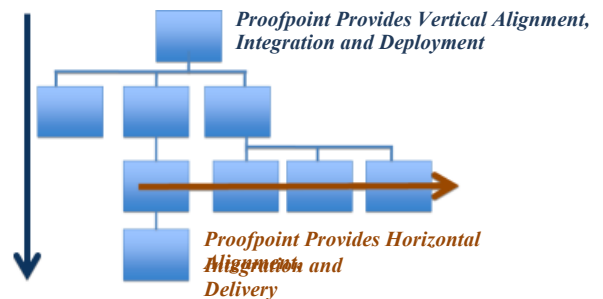 Proofpoint Provides Vertical Alignment,
Integration and Deployment
Proofpoint Provides Horizontal
Alignment,
Integration and
Delivery